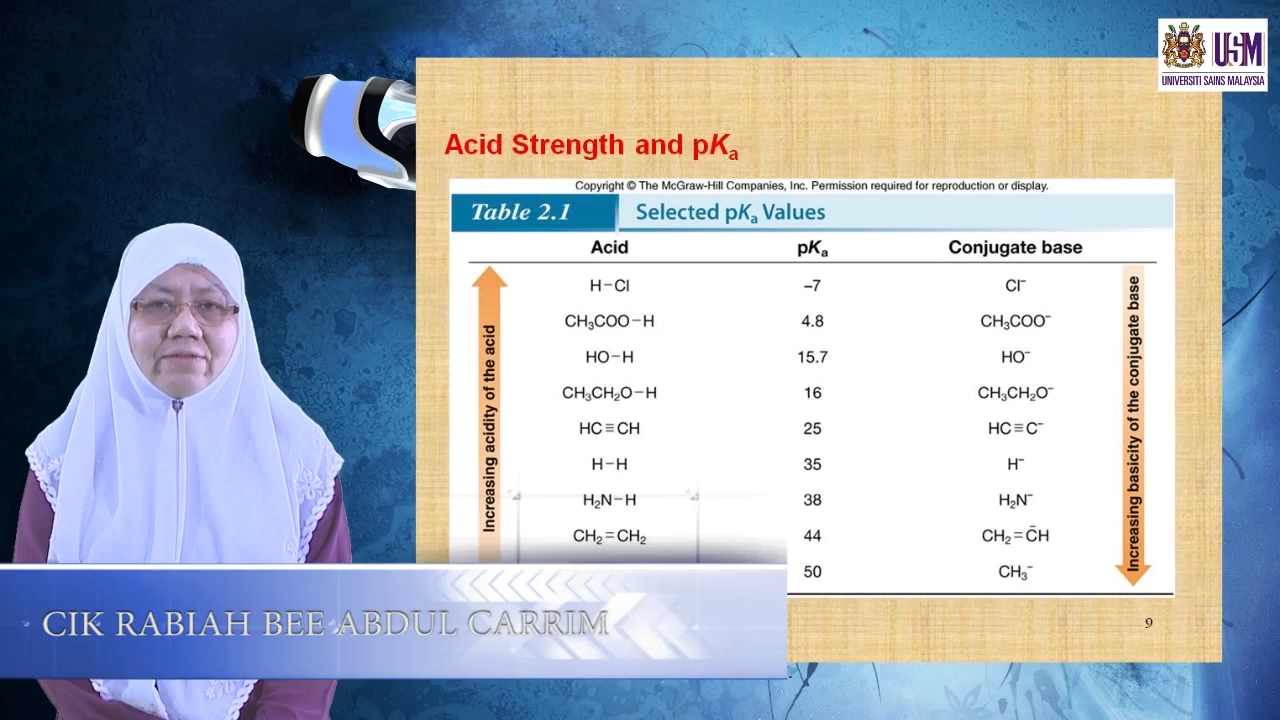 USM
UNIVERSITI SAINS MALAYSIA
Acid Strength and pKₐ
Copyright © The McGraw-Hill Companies, Inc. Permission required for reproduction or display.
Table 2.1 Selected pKₐ Values
Acid pKₐ Conjugate base
H–Cl –7 Cl⁻
CH₃COO–H 4.8 CH₃COO⁻
HO–H 15.7 HO⁻
CH₃CH₂O–H 16 CH₃CH₂O⁻
HC≡CH 25 HC≡C⁻
H–H 35 H⁻
H₂N–H 38 H₂N⁻
CH₂=CH₂ 44 CH₂=C̄H
50 CH₃⁻
Increasing acidity of the acid
Increasing basicity of the conjugate base
CIK RABIAH BEE ABDUL CARRIM
9